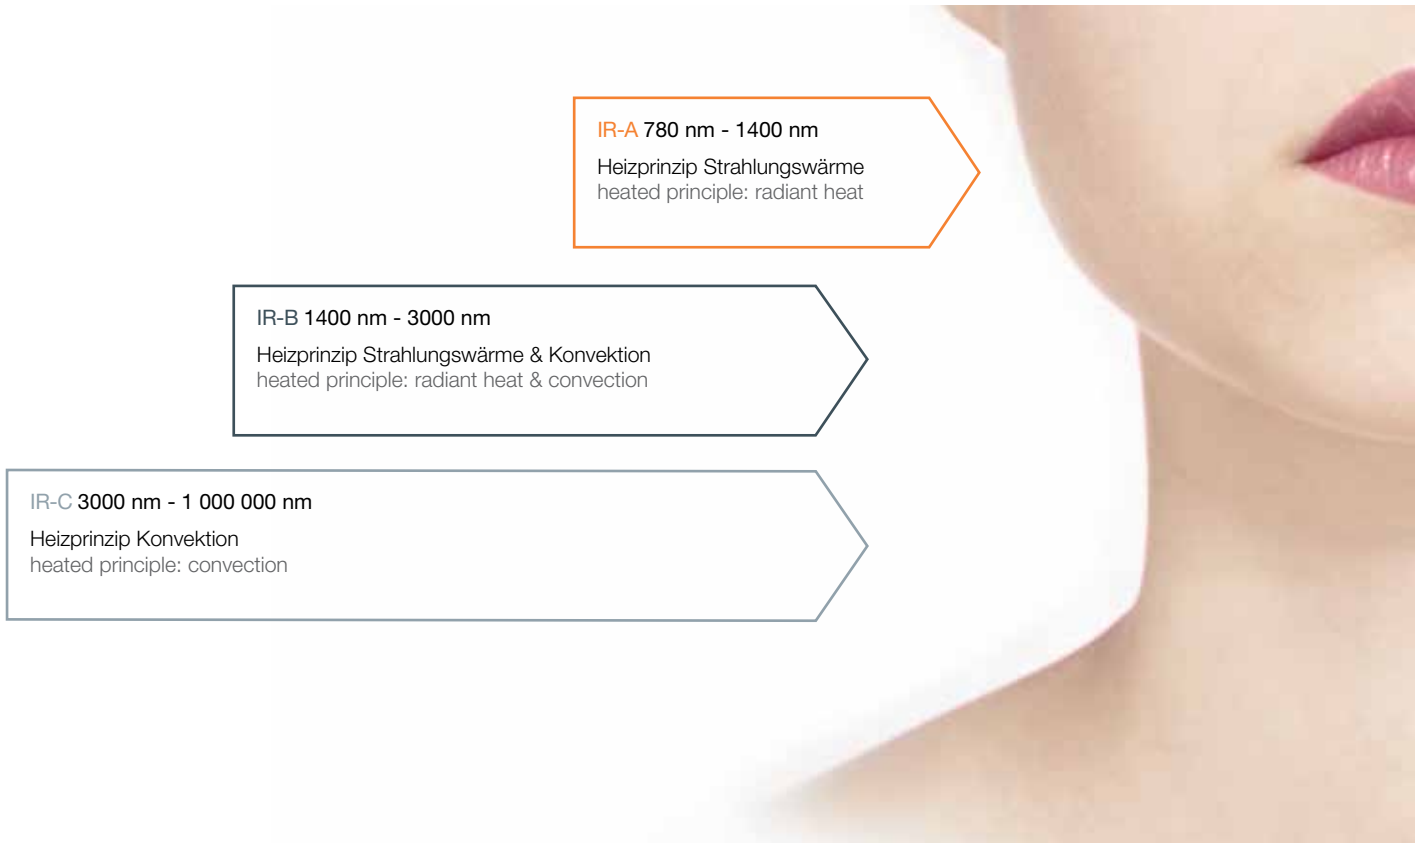 IR-A 780 nm - 1400 nm
Heizprinzip Strahlungswärme
heated principle: radiant heat
IR-B 1400 nm - 3000 nm
Heizprinzip Strahlungswärme & Konvektion
heated principle: radiant heat & convection
IR-C 3000 nm - 1 000 000 nm
Heizprinzip Konvektion
heated principle: convection